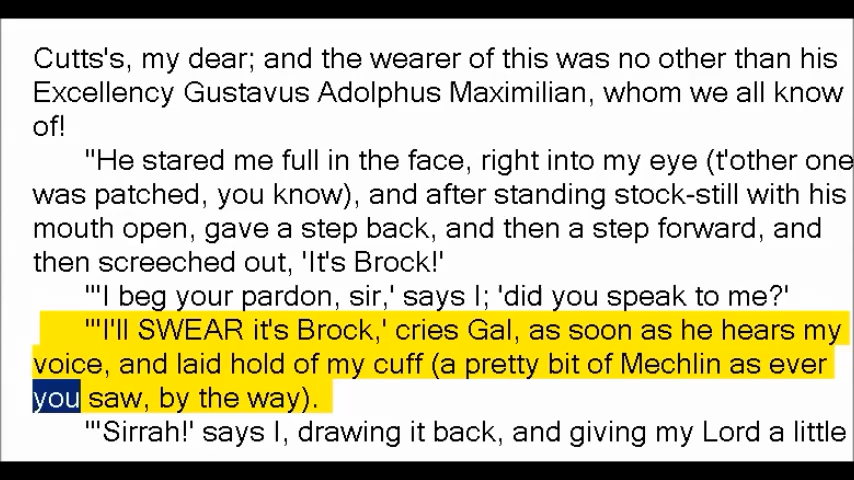 Cutts's, my dear; and the wearer of this was no other than his
Excellency Gustavus Adolphus Maximilian, whom we all know
of!
"He stared me full in the face, right into my eye (t'other one
was patched, you know), and after standing stock-still with his
mouth open, gave a step back, and then a step forward, and
then screeched out, 'It's Brock!'
"'I beg your pardon, sir,' says I; 'did you speak to me?'
"'I'll SWEAR it's Brock,' cries Gal, as soon as he hears my
voice, and laid hold of my cuff (a pretty bit of Mechlin as ever
you saw, by the way).
"'Sirrah!' says I, drawing it back, and giving my Lord a little